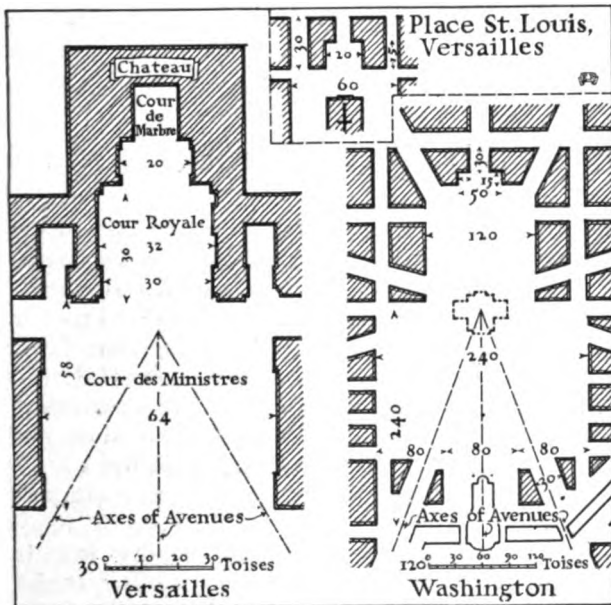 Place St. Louis,
Versailles
30
20
15
60
Chateau
Cour
de
Marbre
20
Cour Royale
30
32
30
58
Cour des Ministres
64
Axes of Avenues
30 10 20 30 Toises
Versailles
30
15
50
120
240
240
80 80 80
20
Axes of Avenues
120 0 30 60 90 120 Toises
Washington